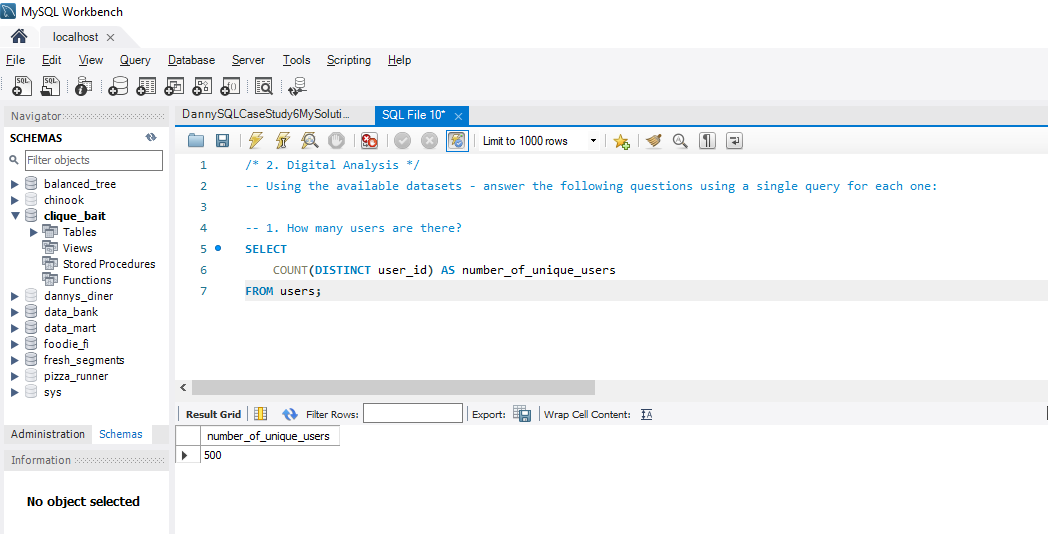 MySQL Workbench
localhost
File Edit View Query Database Server Tools Scripting Help
Navigator
SCHEMAS
Filter objects
balanced_tree
chinook
clique_bait
Tables
Views
Stored Procedures
Functions
dannys_diner
data_bank
data_mart
foodie_fi
fresh_segments
pizza_runner
sys
Administration Schemas
Information
No object selected
DannySQLCaseStudy6MySoluti... SQL File 10*
Limit to 1000 rows
1 /* 2. Digital Analysis */
2 -- Using the available datasets - answer the following questions using a single query for each one:
3
4 -- 1. How many users are there?
5 SELECT
6 COUNT(DISTINCT user_id) AS number_of_unique_users
7 FROM users;
Result Grid Filter Rows: Export: Wrap Cell Content:
number_of_unique_users
500